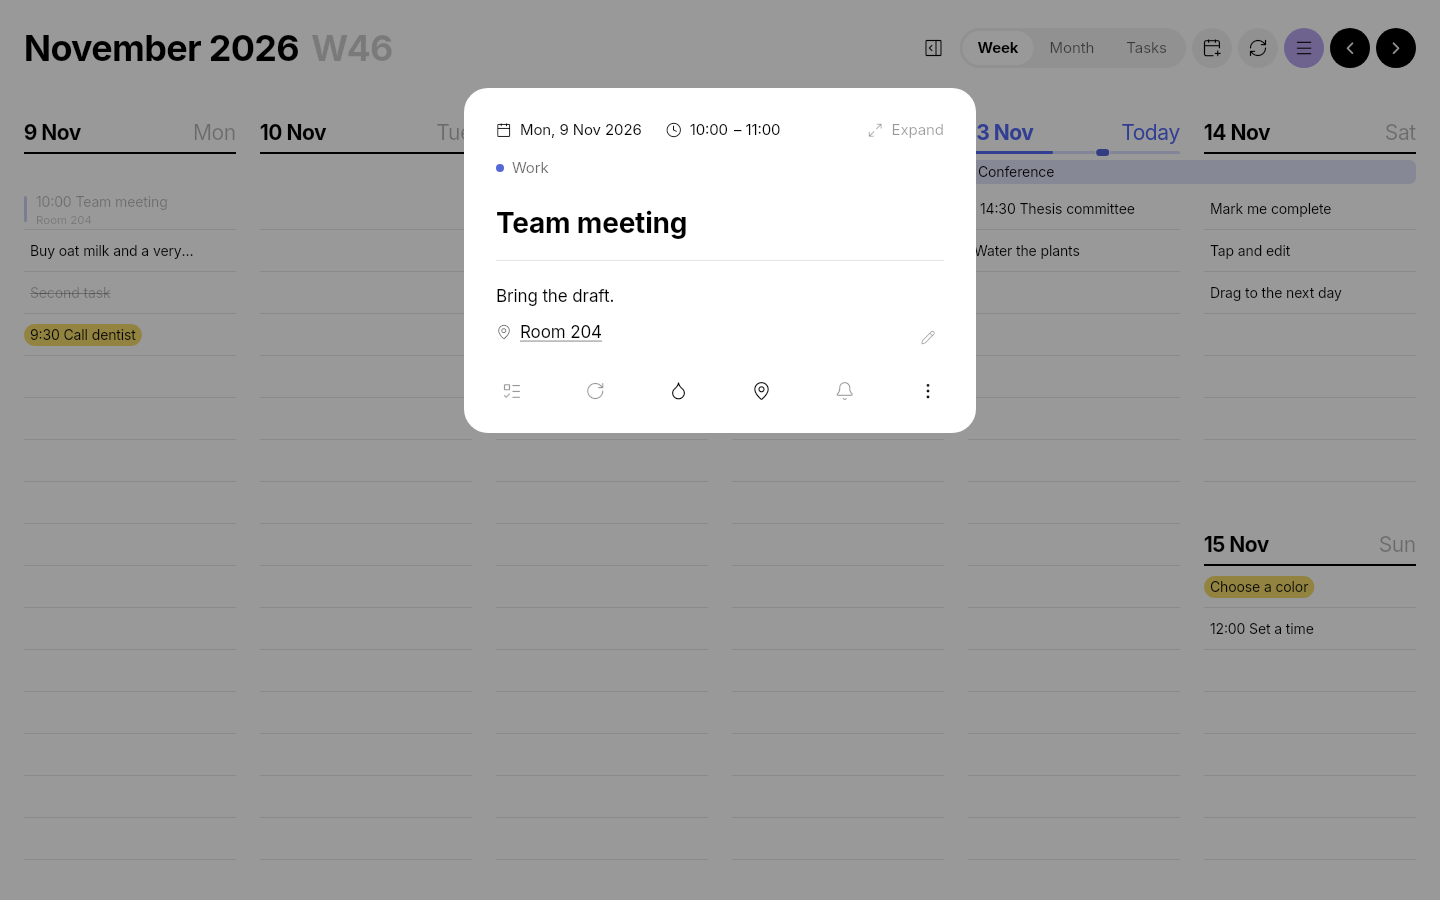 November 2026 W46
Week Month Tasks
9 Nov Mon
10:00 Team meeting
Room 204
Buy oat milk and a very…
Second task
9:30 Call dentist
10 Nov Tue
Mon, 9 Nov 2026 10:00 – 11:00 Expand
Work
Team meeting
Bring the draft.
Room 204
3 Nov Today
Conference
14:30 Thesis committee
Water the plants
14 Nov Sat
Mark me complete
Tap and edit
Drag to the next day
15 Nov Sun
Choose a color
12:00 Set a time